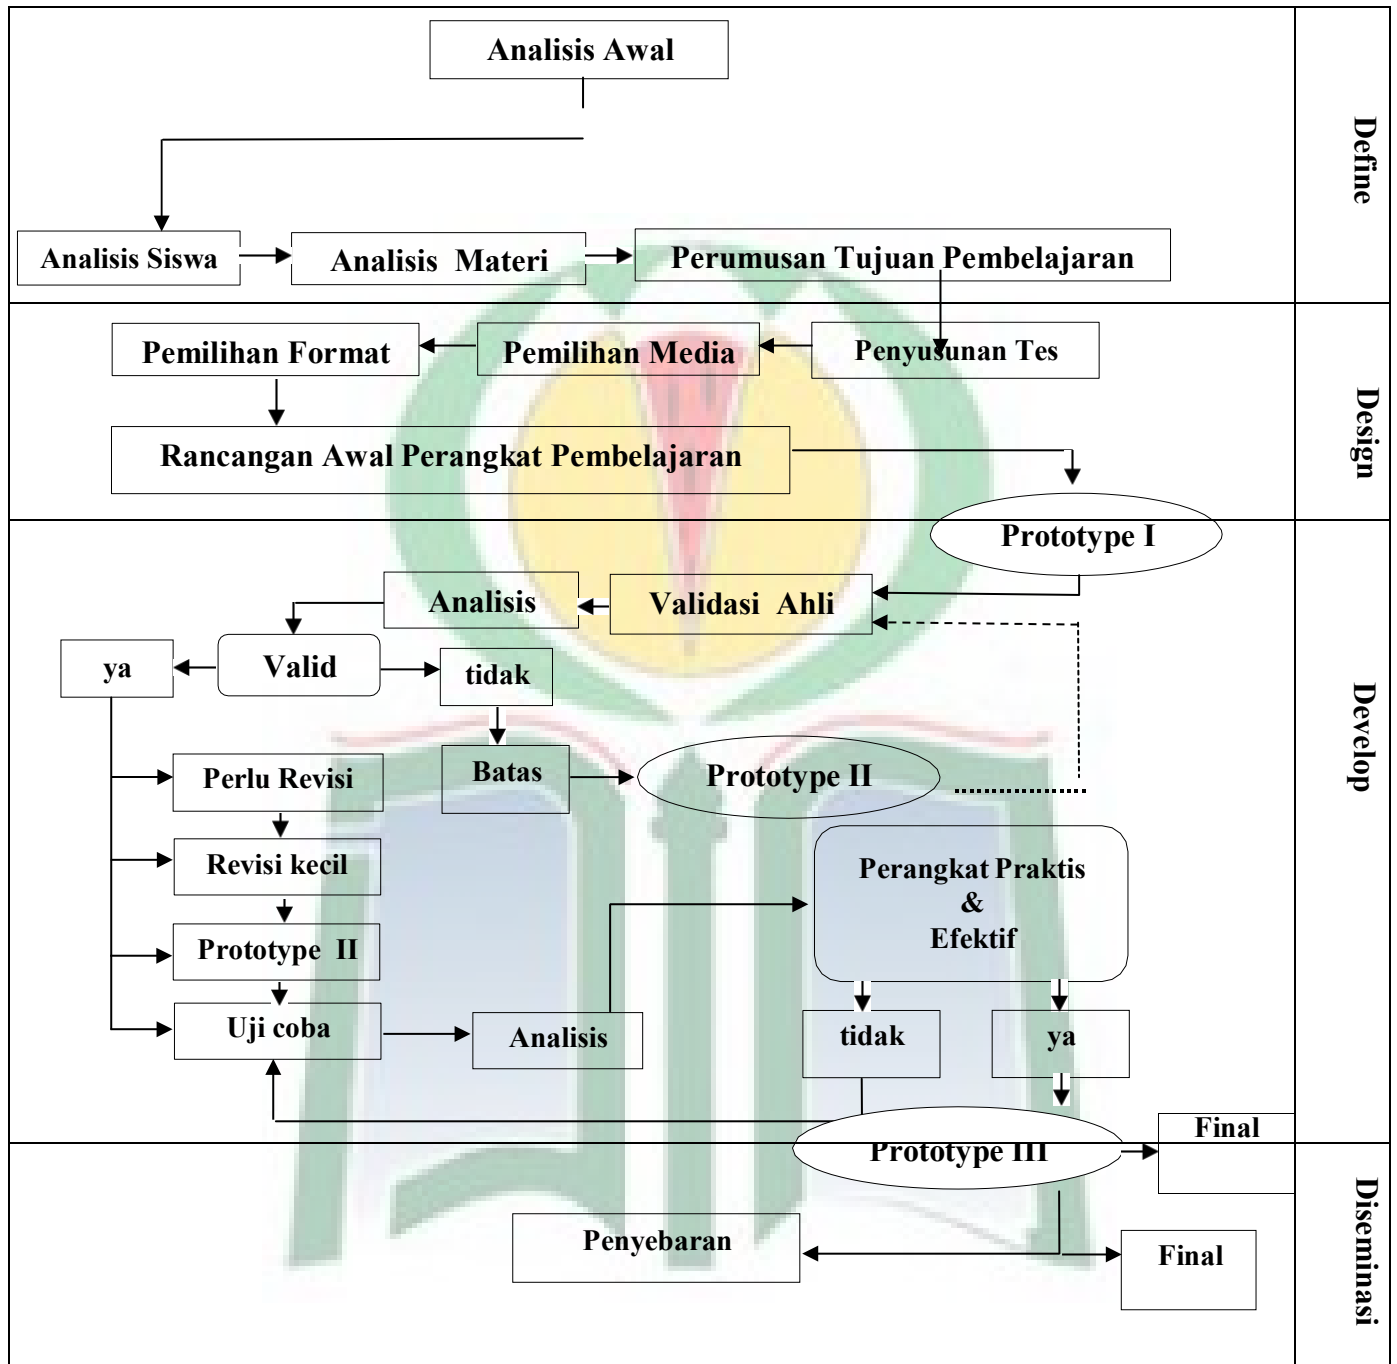 Analisis Awal
Define
Analisis Siswa
Analisis Materi
Perumusan Tujuan Pembelajaran
Pemilihan Format
Pemilihan Media
Penyusunan Tes
Design
Rancangan Awal Perangkat Pembelajaran
Prototype I
Analisis
Validasi Ahli
ya
Valid
tidak
Develop
Perlu Revisi
Batas
Prototype II
Revisi kecil
Perangkat Praktis
&
Efektif
Prototype II
Uji coba
Analisis
tidak
ya
Prototype III
Final
Diseminasi
Penyebaran
Final